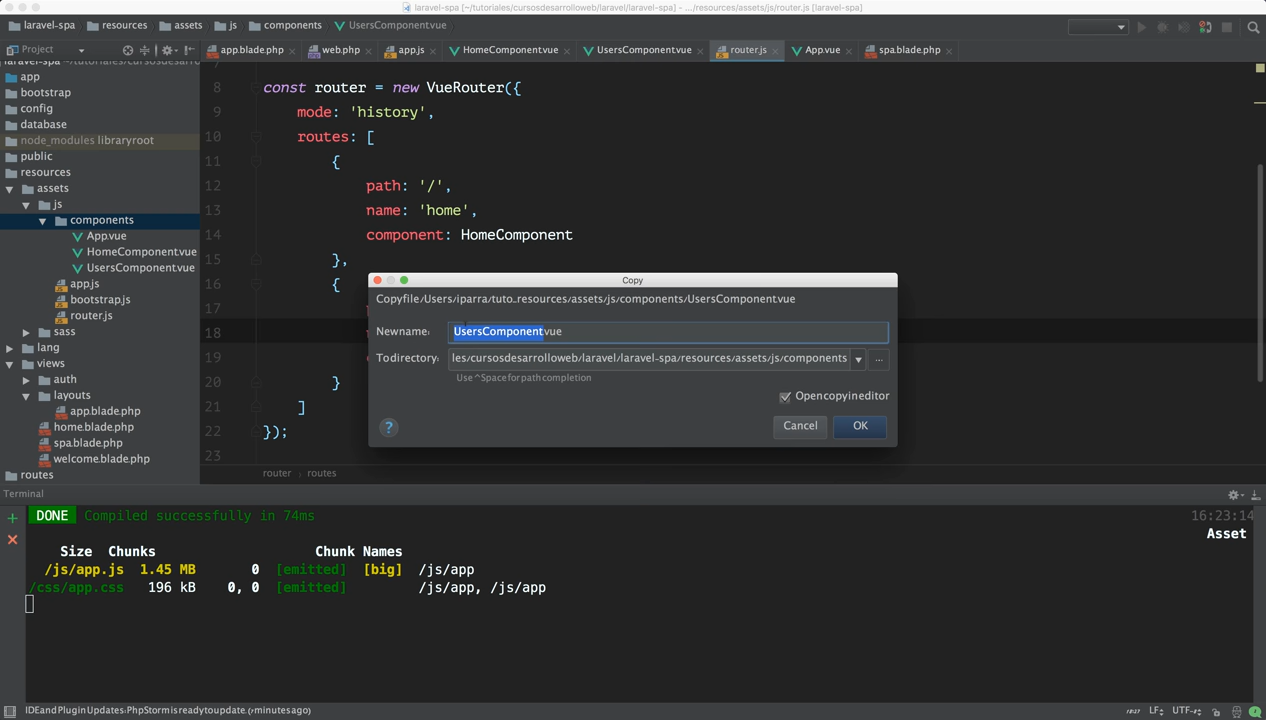 laravel-spa [~/tutoriales/cursosdesarrolloweb/laravel/laravel-spa] - .../resources/assets/js/router.js [laravel-spa]
laravel-spa resources assets js components UsersComponent.vue
Project
app.blade.php web.php app.js HomeComponent.vue UsersComponent.vue router.js App.vue spa.blade.php
laravel-spa ~/tutoriales/cursosdesarro
app
bootstrap
config
database
node_modules library root
public
resources
assets
js
components
App.vue
HomeComponent.vue
UsersComponent.vue
app.js
bootstrap.js
router.js
sass
lang
views
auth
layouts
app.blade.php
home.blade.php
spa.blade.php
welcome.blade.php
routes
7
8 const router = new VueRouter({
9 mode: 'history',
10 routes: [
11 {
12 path: '/',
13 name: 'home',
14 component: HomeComponent
15 },
16 {
17
18
19
20 }
21 ]
22 });
23
router › routes
Copy
Copy file /Users/iparra/tuto...resources/assets/js/components/UsersComponent.vue
New name: UsersComponent.vue
To directory: les/cursosdesarrolloweb/laravel/laravel-spa/resources/assets/js/components
Use ^Space for path completion
Open copy in editor
? Cancel OK
Terminal
DONE Compiled successfully in 74ms 16:23:14
Asset
Size Chunks Chunk Names
/js/app.js 1.45 MB 0 [emitted] [big] /js/app
/css/app.css 196 kB 0, 0 [emitted] /js/app, /js/app
IDE and Plugin Updates: PhpStorm is ready to update. (7 minutes ago) 18:27 LF UTF-8